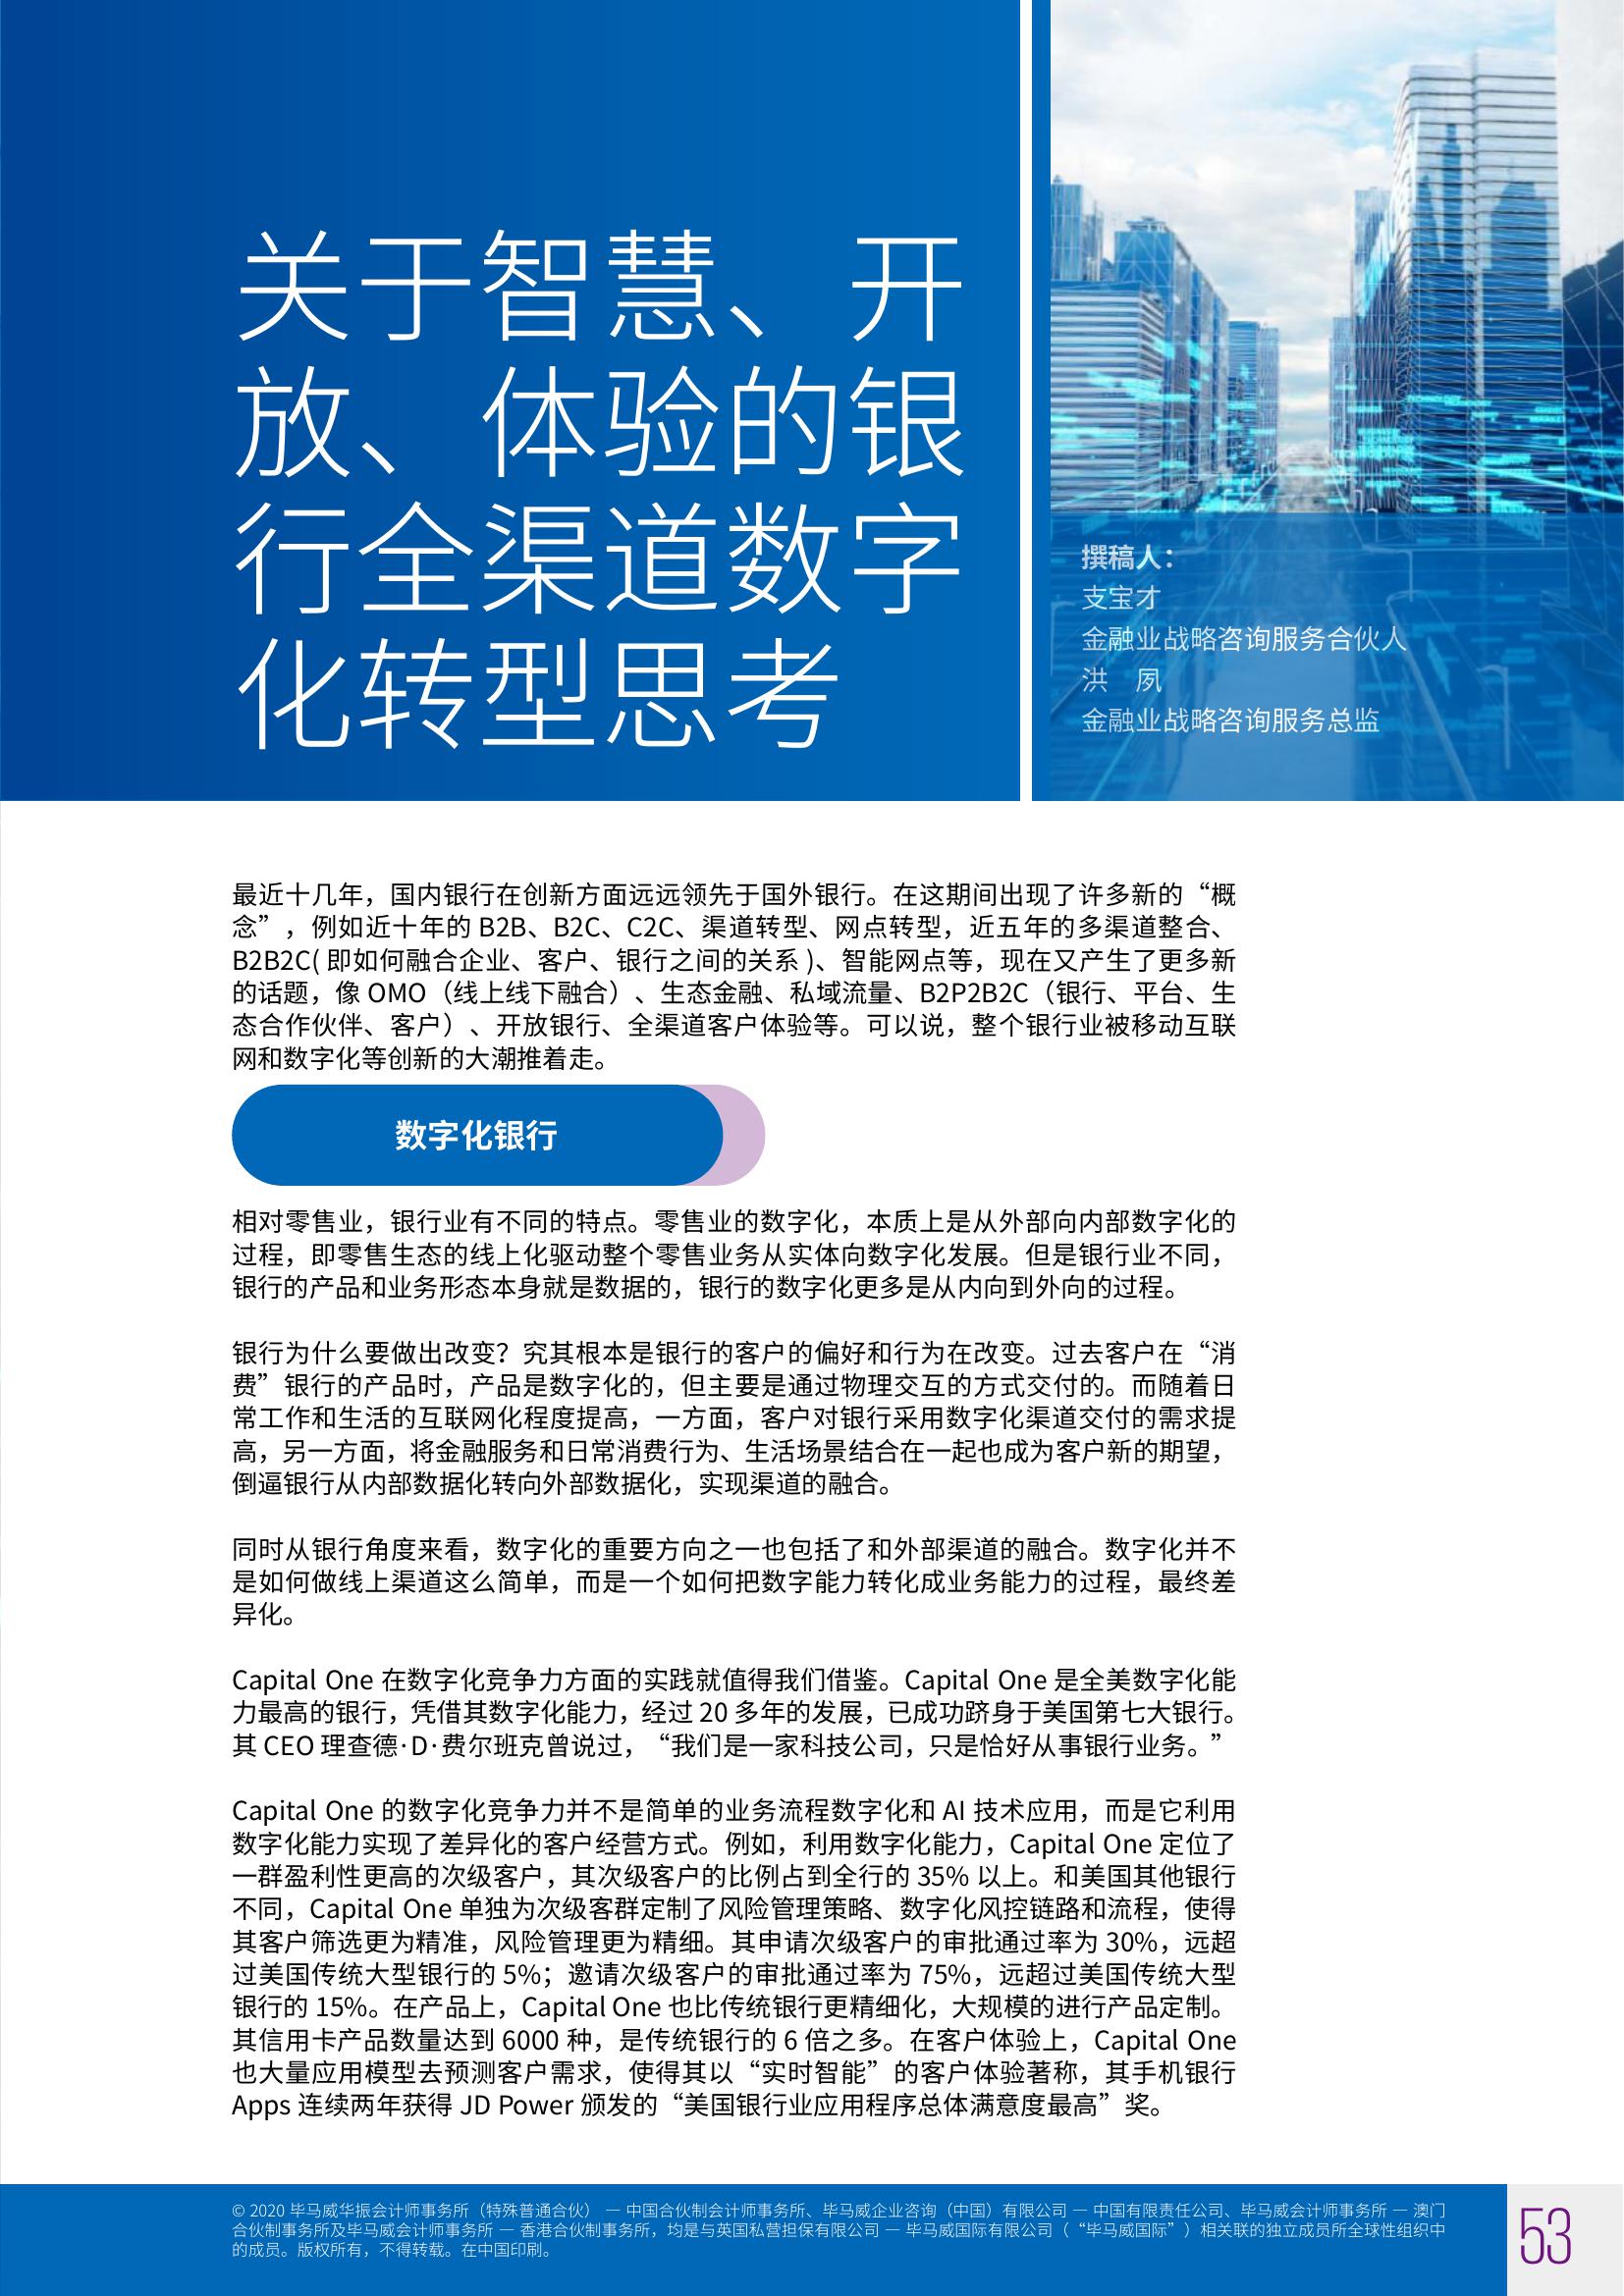 关于智慧、开
放、体验的银
行全渠道数字
化转型思考
撰稿人：
支宝才
金融业战略咨询服务合伙人
洪　夙
金融业战略咨询服务总监
最近十几年，国内银行在创新方面远远领先于国外银行。在这期间出现了许多新的“概
念”，例如近十年的 B2B、B2C、C2C、渠道转型、网点转型，近五年的多渠道整合、
B2B2C( 即如何融合企业、客户、银行之间的关系 )、智能网点等，现在又产生了更多新
的话题，像 OMO（线上线下融合）、生态金融、私域流量、B2P2B2C（银行、平台、生
态合作伙伴、客户）、开放银行、全渠道客户体验等。可以说，整个银行业被移动互联
网和数字化等创新的大潮推着走。
数字化银行
相对零售业，银行业有不同的特点。零售业的数字化，本质上是从外部向内部数字化的
过程，即零售生态的线上化驱动整个零售业务从实体向数字化发展。但是银行业不同，
银行的产品和业务形态本身就是数据的，银行的数字化更多是从内向到外向的过程。
银行为什么要做出改变？究其根本是银行的客户的偏好和行为在改变。过去客户在“消
费”银行的产品时，产品是数字化的，但主要是通过物理交互的方式交付的。而随着日
常工作和生活的互联网化程度提高，一方面，客户对银行采用数字化渠道交付的需求提
高，另一方面，将金融服务和日常消费行为、生活场景结合在一起也成为客户新的期望，
倒逼银行从内部数据化转向外部数据化，实现渠道的融合。
同时从银行角度来看，数字化的重要方向之一也包括了和外部渠道的融合。数字化并不
是如何做线上渠道这么简单，而是一个如何把数字能力转化成业务能力的过程，最终差
异化。
Capital One 在数字化竞争力方面的实践就值得我们借鉴。Capital One 是全美数字化能
力最高的银行，凭借其数字化能力，经过 20 多年的发展，已成功跻身于美国第七大银行。
其 CEO 理查德·D·费尔班克曾说过，“我们是一家科技公司，只是恰好从事银行业务。”
Capital One 的数字化竞争力并不是简单的业务流程数字化和 AI 技术应用，而是它利用
数字化能力实现了差异化的客户经营方式。例如，利用数字化能力，Capital One 定位了
一群盈利性更高的次级客户，其次级客户的比例占到全行的 35% 以上。和美国其他银行
不同，Capital One 单独为次级客群定制了风险管理策略、数字化风控链路和流程，使得
其客户筛选更为精准，风险管理更为精细。其申请次级客户的审批通过率为 30%，远超
过美国传统大型银行的 5%；邀请次级客户的审批通过率为 75%，远超过美国传统大型
银行的 15%。在产品上，Capital One 也比传统银行更精细化，大规模的进行产品定制。
其信用卡产品数量达到 6000 种，是传统银行的 6 倍之多。在客户体验上，Capital One
也大量应用模型去预测客户需求，使得其以“实时智能”的客户体验著称，其手机银行
Apps 连续两年获得 JD Power 颁发的“美国银行业应用程序总体满意度最高”奖。
© 2020 毕马威华振会计师事务所（特殊普通合伙） — 中国合伙制会计师事务所、毕马威企业咨询（中国）有限公司 — 中国有限责任公司、毕马威会计师事务所 — 澳门
合伙制事务所及毕马威会计师事务所 — 香港合伙制事务所，均是与英国私营担保有限公司 — 毕马威国际有限公司（“毕马威国际”）相关联的独立成员所全球性组织中
的成员。版权所有，不得转载。在中国印刷。
53